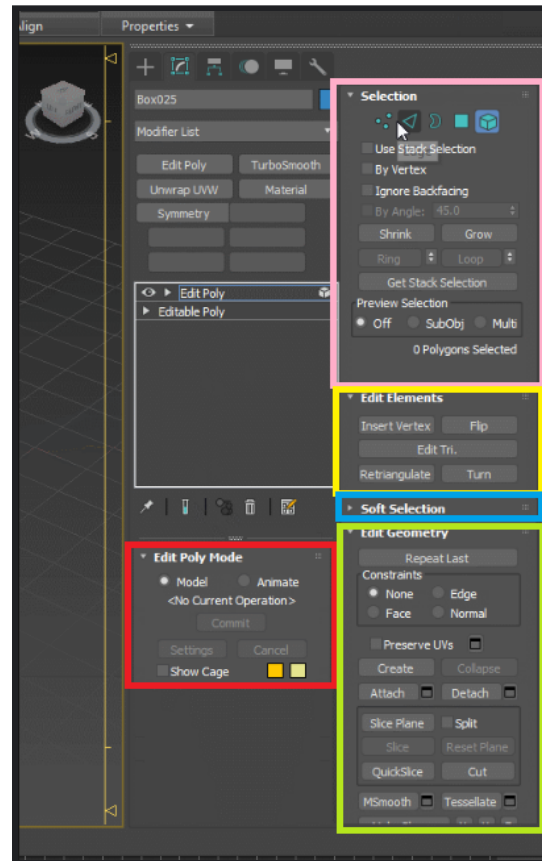 lign Properties
Box025
Modifier List
Edit Poly TurboSmooth
Unwrap UVW Material
Symmetry
Edit Poly
Editable Poly
Edit Poly Mode
Model Animate
<No Current Operation>
Commit
Settings Cancel
Show Cage
Selection
Use Stack Selection
By Vertex
Ignore Backfacing
By Angle: 45.0
Shrink Grow
Ring Loop
Get Stack Selection
Preview Selection
Off SubObj Multi
0 Polygons Selected
Edit Elements
Insert Vertex Flip
Edit Tri.
Retriangulate Turn
Soft Selection
Edit Geometry
Repeat Last
Constraints
None Edge
Face Normal
Preserve UVs
Create Collapse
Attach Detach
Slice Plane Split
Slice Reset Plane
QuickSlice Cut
MSmooth Tessellate